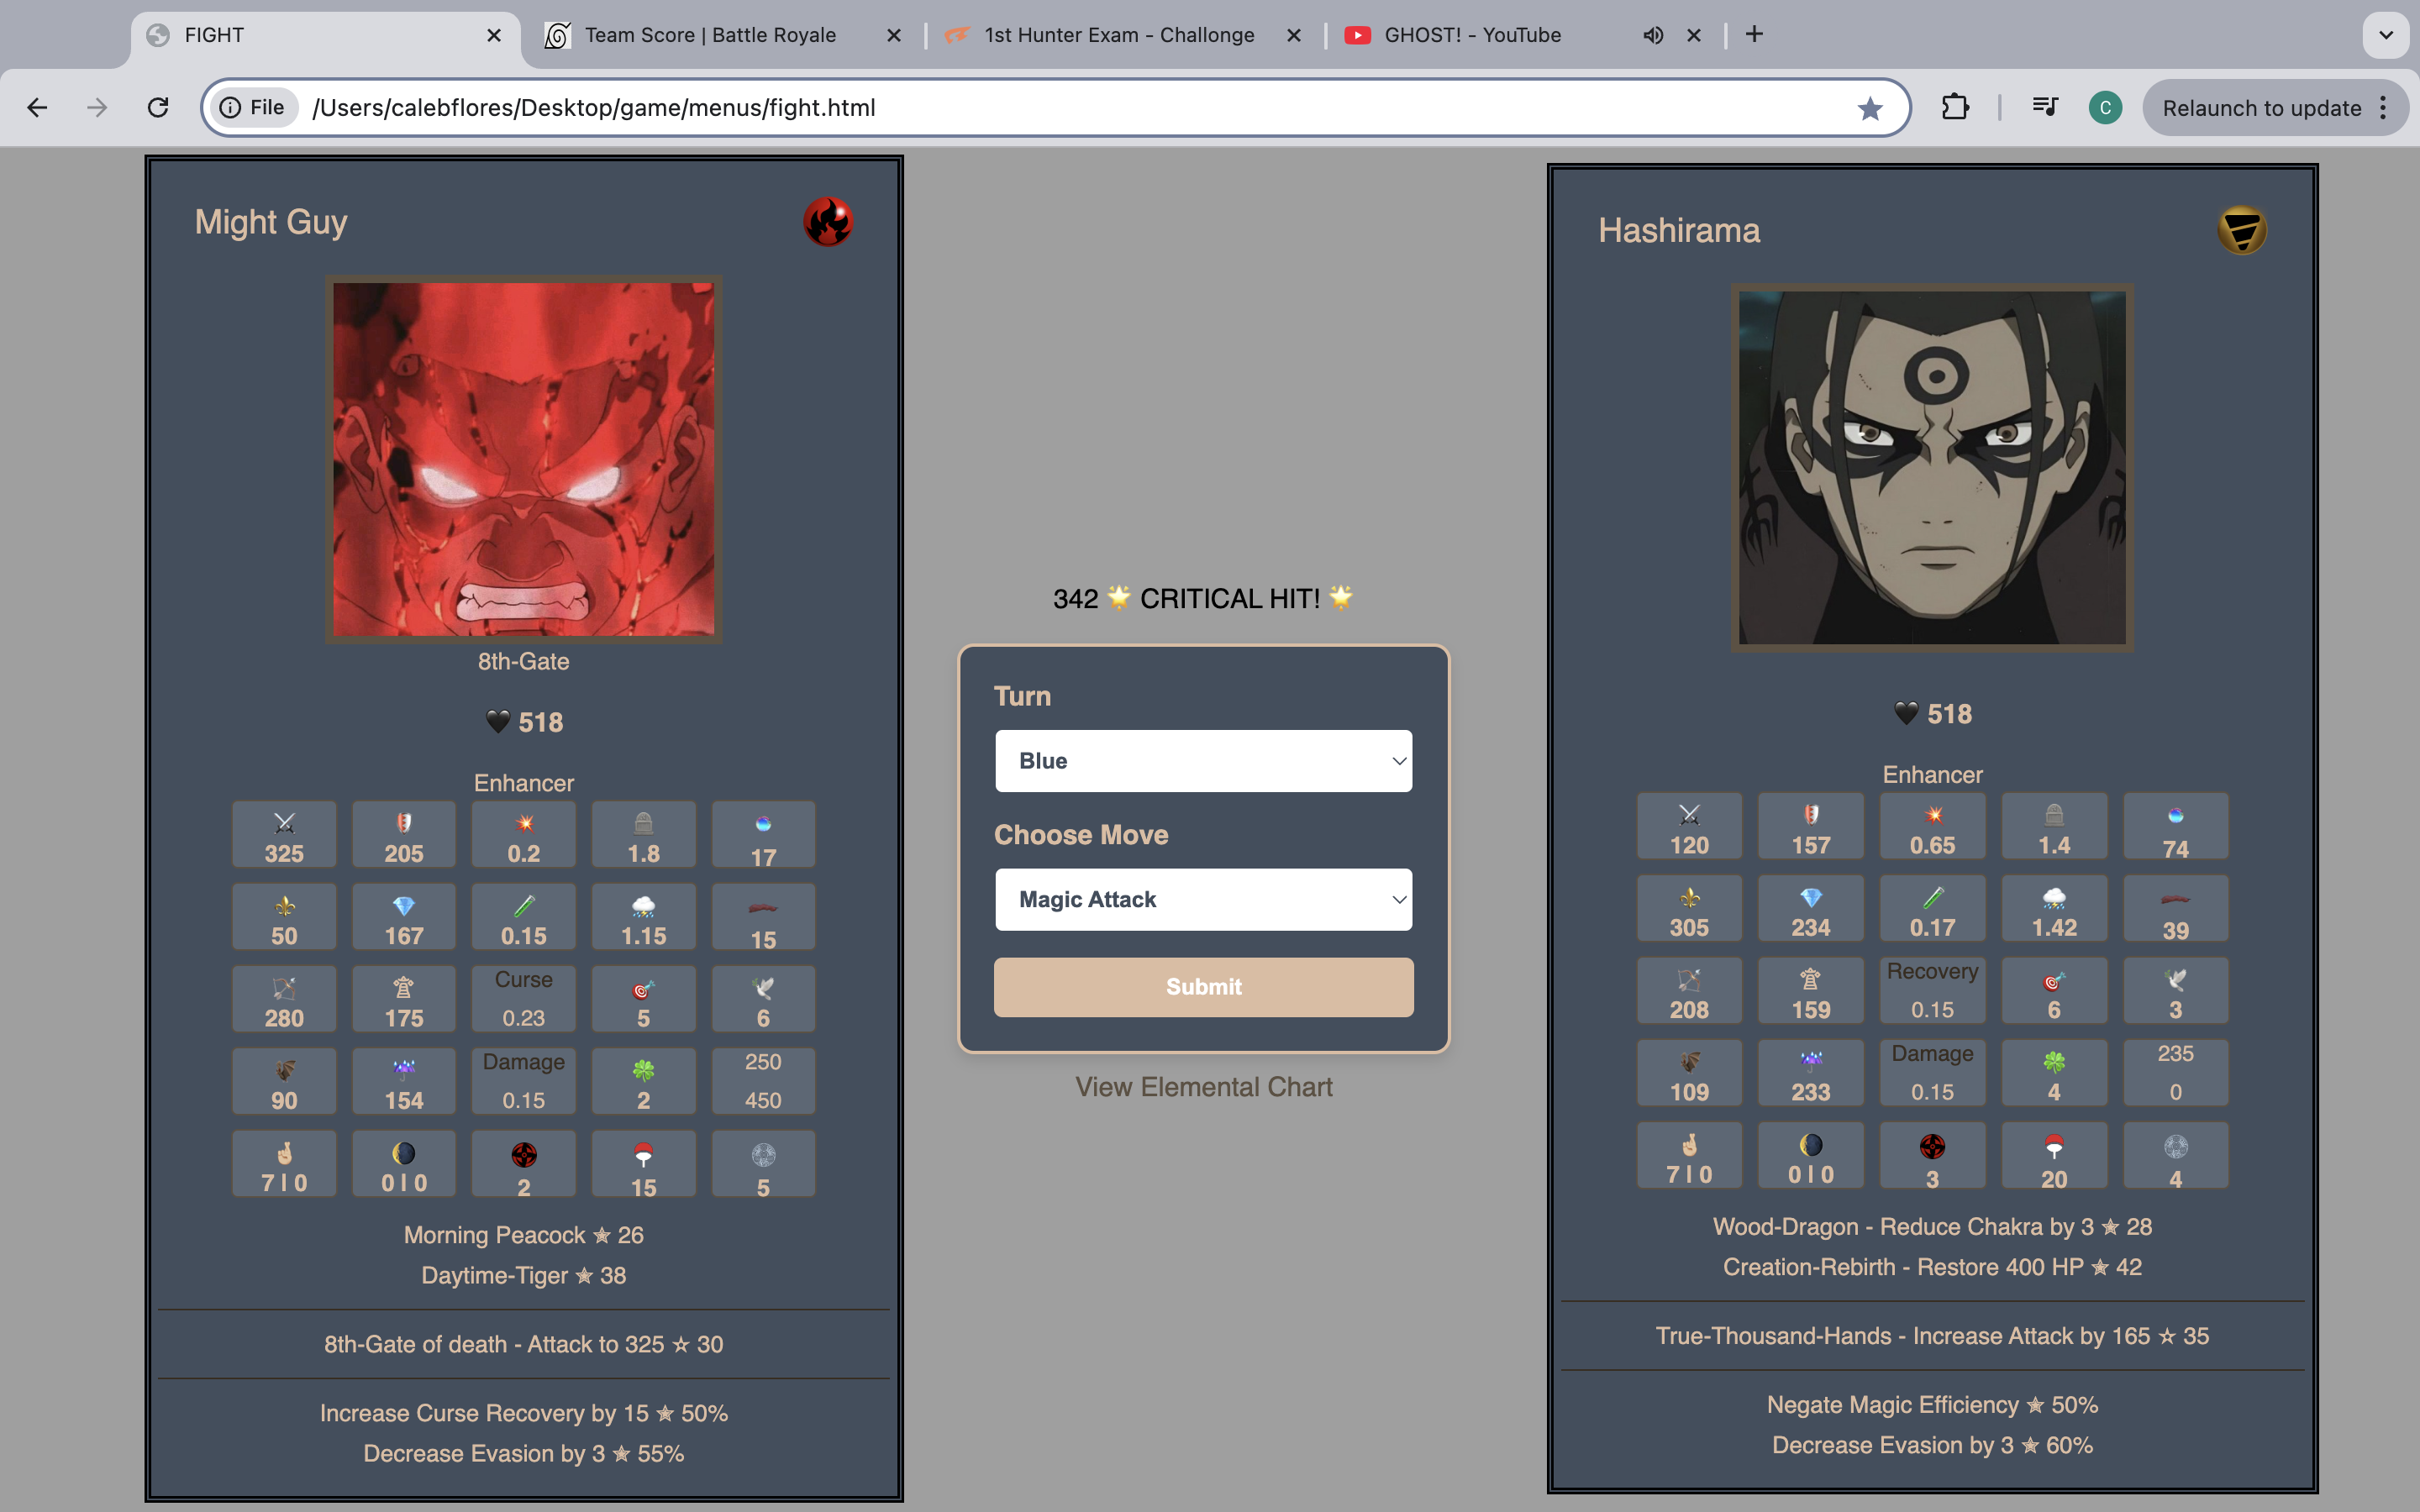 FIGHT
Team Score | Battle Royale
1st Hunter Exam - Challonge
GHOST! - YouTube
File
/Users/calebflores/Desktop/game/menus/fight.html
C
Relaunch to update
Might Guy
8th-Gate
🖤 518
Enhancer
325 205 0.2 1.8 17
50 167 0.15 1.15 15
Curse
280 175 0.23 5 6
Damage 250
90 154 0.15 2 450
7 | 0 0 | 0 2 15 5
Morning Peacock ✬ 26
Daytime-Tiger ✬ 38
8th-Gate of death - Attack to 325 ☆ 30
Increase Curse Recovery by 15 ✬ 50%
Decrease Evasion by 3 ✬ 55%
342 🌟 CRITICAL HIT! 🌟
Turn
Blue
Choose Move
Magic Attack
Submit
View Elemental Chart
Hashirama
🖤 518
Enhancer
120 157 0.65 1.4 74
305 234 0.17 1.42 39
Recovery
208 159 0.15 6 3
Damage 235
109 233 0.15 4 0
7 | 0 0 | 0 3 20 4
Wood-Dragon - Reduce Chakra by 3 ✬ 28
Creation-Rebirth - Restore 400 HP ✬ 42
True-Thousand-Hands - Increase Attack by 165 ☆ 35
Negate Magic Efficiency ✬ 50%
Decrease Evasion by 3 ✬ 60%